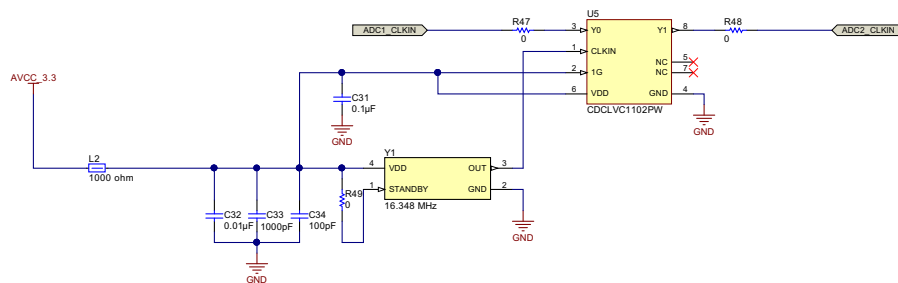 U5
ADC1_CLKIN
R47
0
3
Y0
Y1
8
R48
0
ADC2_CLKIN
1
CLKIN
NC
5
AVCC_3.3
2
1G
NC
7
C31
0.1µF
6
VDD
GND
4
CDCLVC1102PW
GND
GND
L2
1000 ohm
Y1
4
VDD
OUT
3
1
STANDBY
GND
2
R49
0
16.348 MHz
C32
0.01µF
C33
1000pF
C34
100pF
GND
GND